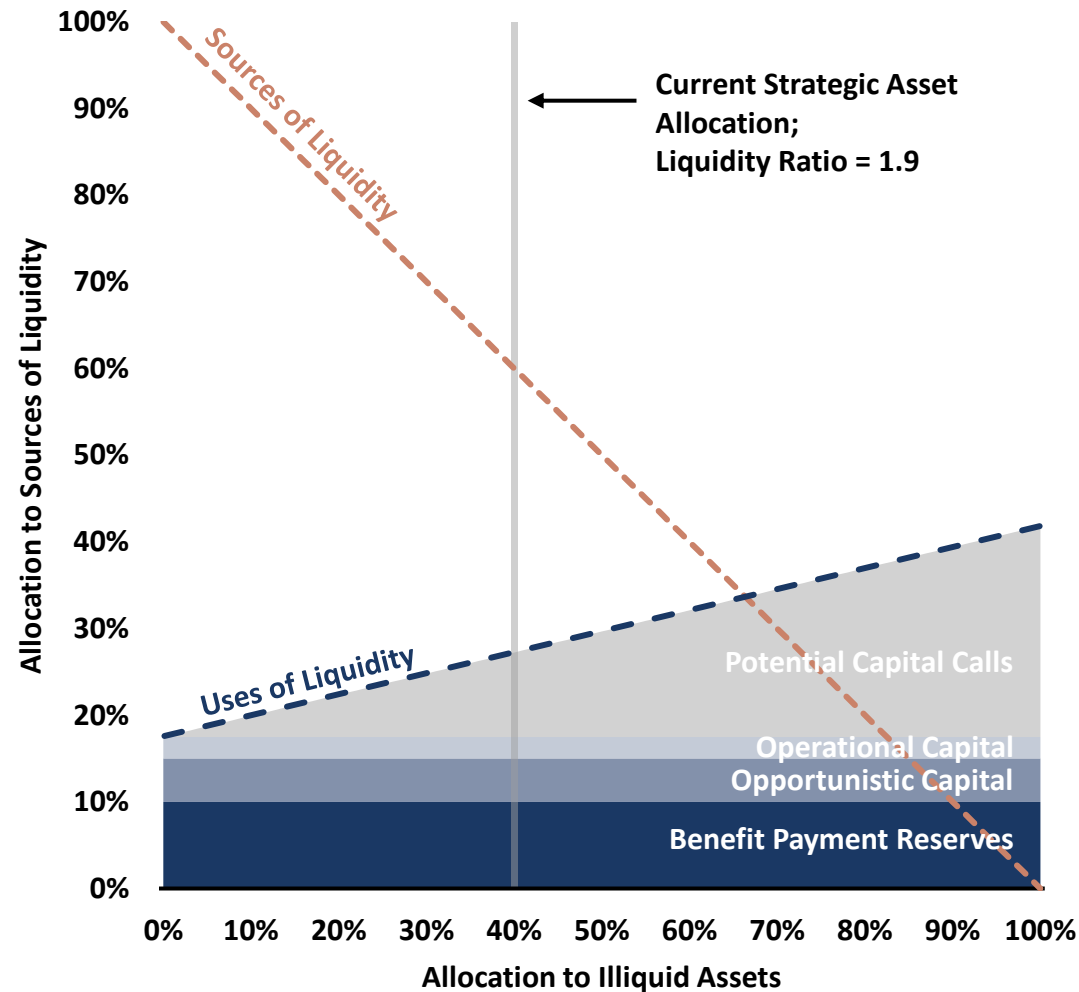 100%
90%
80%
70%
60%
50%
40%
30%
20%
10%
0%
Allocation to Sources of Liquidity
Sources of Liquidity
Current Strategic Asset
Allocation;
Liquidity Ratio = 1.9
Uses of Liquidity
Potential Capital Calls
Operational Capital
Opportunistic Capital
Benefit Payment Reserves
0% 10% 20% 30% 40% 50% 60% 70% 80% 90% 100%
Allocation to Illiquid Assets